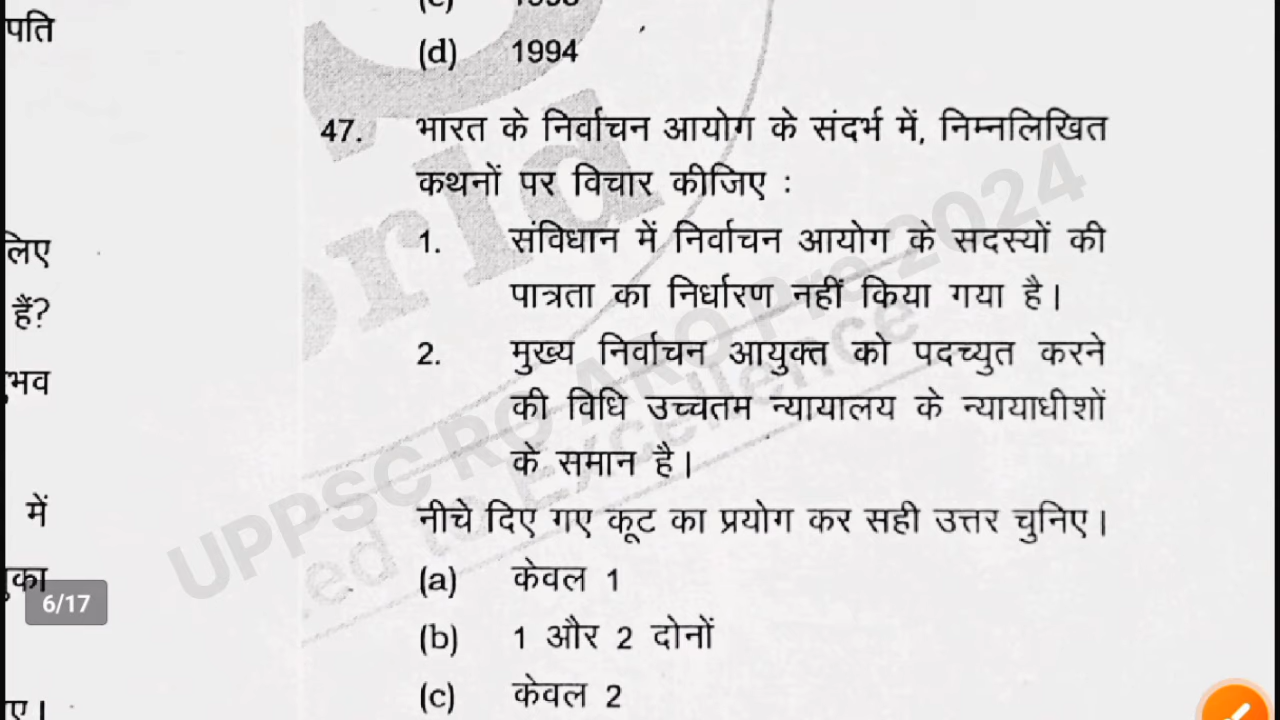 पति
(d) 1994
47. भारत के निर्वाचन आयोग के संदर्भ में, निम्नलिखित
कथनों पर विचार कीजिए :
1. संविधान में निर्वाचन आयोग के सदस्यों की
पात्रता का निर्धारण नहीं किया गया है।
2. मुख्य निर्वाचन आयुक्त को पदच्युत करने
की विधि उच्चतम न्यायालय के न्यायाधीशों
के समान है।
नीचे दिए गए कूट का प्रयोग कर सही उत्तर चुनिए।
(a) केवल 1
(b) 1 और 2 दोनों
(c) केवल 2
लिए
हैं?
में
6/17
UPPSC RO ARO Pre 2024